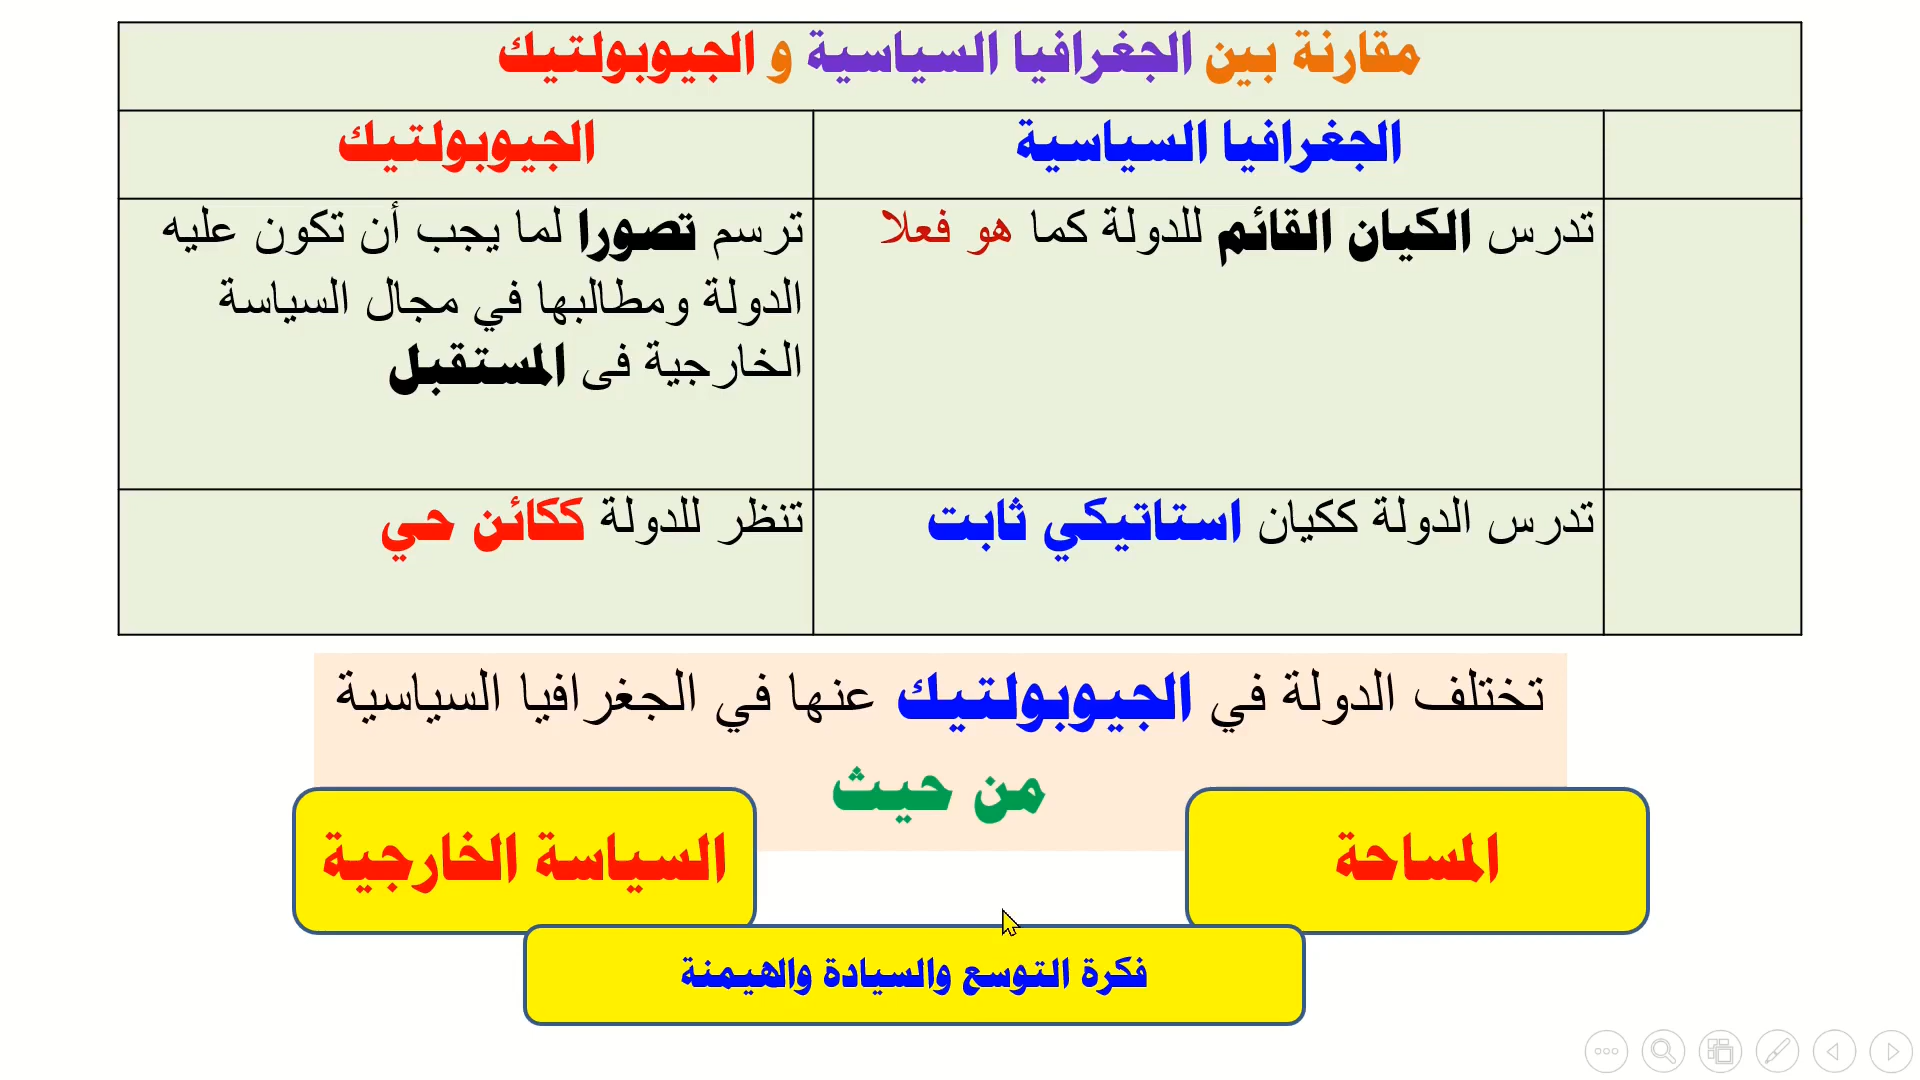 مقارنة بين الجغرافيا السياسية و الجيوبولتيك
الجغرافيا السياسية
الجيوبولتيك
تدرس الكيان القائم للدولة كما هو فعلا
ترسم تصورا لما يجب أن تكون عليه
الدولة ومطالبها في مجال السياسة
الخارجية فى المستقبل
تدرس الدولة ككيان استاتيكي ثابت
تنظر للدولة ككائن حي
تختلف الدولة في الجيوبولتيك عنها في الجغرافيا السياسية
من حيث
المساحة
السياسة الخارجية
فكرة التوسع والسيادة والهيمنة